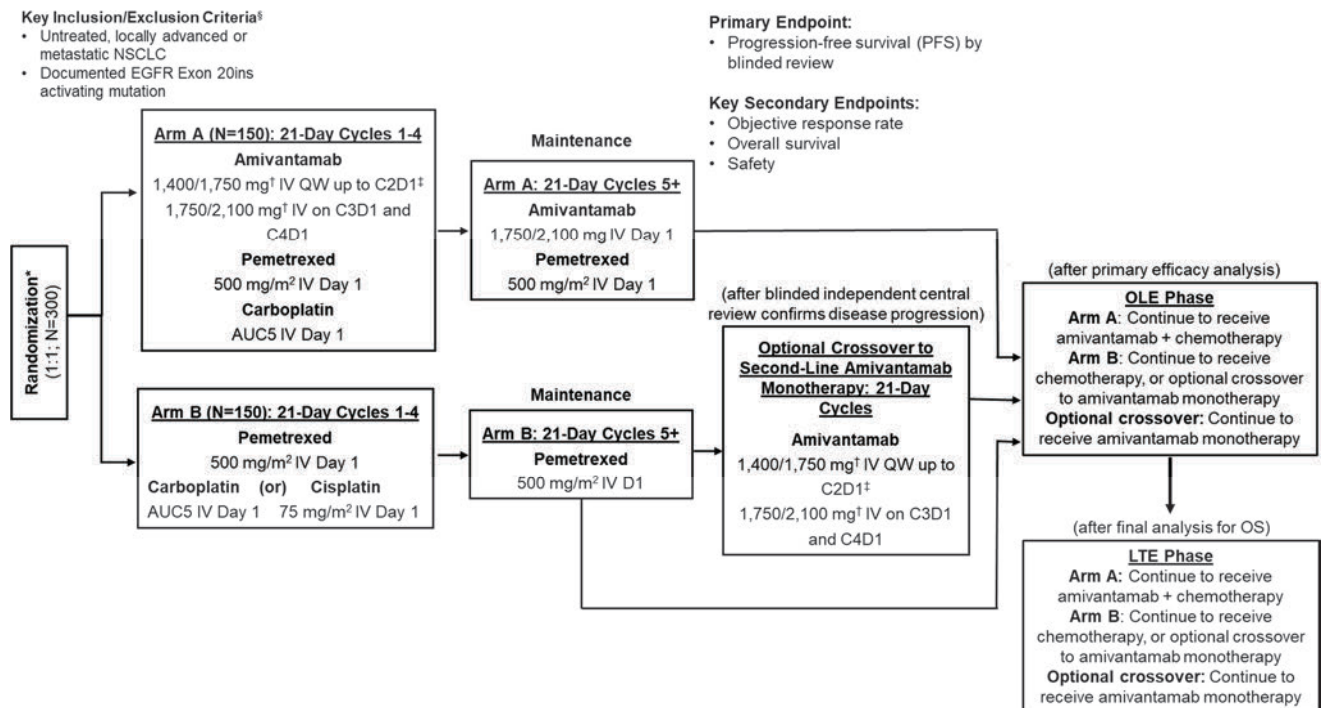 Key Inclusion/Exclusion Criteria§
• Untreated, locally advanced or
metastatic NSCLC
• Documented EGFR Exon 20ins
activating mutation
Primary Endpoint:
• Progression-free survival (PFS) by
blinded review
Key Secondary Endpoints:
• Objective response rate
• Overall survival
• Safety
Randomization*
(1:1; N=300)
Arm A (N=150): 21-Day Cycles 1-4
Amivantamab
1,400/1,750 mg† IV QW up to C2D1‡
1,750/2,100 mg† IV on C3D1 and
C4D1
Pemetrexed
500 mg/m² IV Day 1
Carboplatin
AUC5 IV Day 1
Maintenance
Arm A: 21-Day Cycles 5+
Amivantamab
1,750/2,100 mg IV Day 1
Pemetrexed
500 mg/m² IV Day 1
Arm B (N=150): 21-Day Cycles 1-4
Pemetrexed
500 mg/m² IV Day 1
Carboplatin (or) Cisplatin
AUC5 IV Day 1 75 mg/m² IV Day 1
Maintenance
Arm B: 21-Day Cycles 5+
Pemetrexed
500 mg/m² IV D1
(after blinded independent central
review confirms disease progression)
Optional Crossover to
Second-Line Amivantamab
Monotherapy: 21-Day
Cycles
Amivantamab
1,400/1,750 mg† IV QW up to
C2D1‡
1,750/2,100 mg† IV on C3D1
and C4D1
(after primary efficacy analysis)
OLE Phase
Arm A: Continue to receive
amivantamab + chemotherapy
Arm B: Continue to receive
chemotherapy, or optional crossover
to amivantamab monotherapy
Optional crossover: Continue to
receive amivantamab monotherapy
(after final analysis for OS)
LTE Phase
Arm A: Continue to receive
amivantamab + chemotherapy
Arm B: Continue to receive
chemotherapy, or optional crossover
to amivantamab monotherapy
Optional crossover: Continue to
receive amivantamab monotherapy